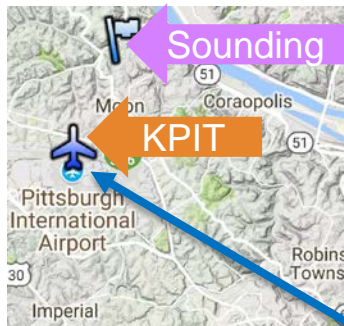 Sounding
51
Moon
Coraopolis
KPIT
51
Pittsburgh
International
Airport
Robins
Towns
30
Imperial